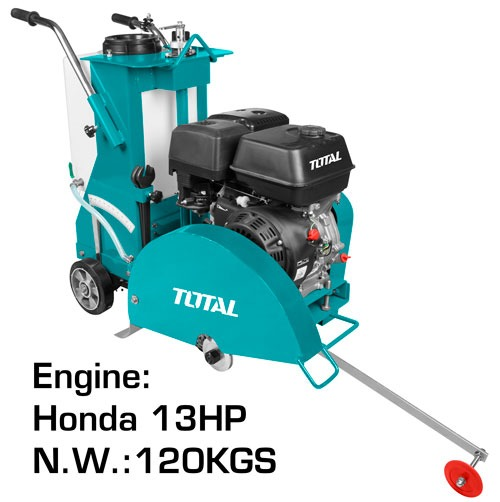 TOTAL
TOTAL
Engine:
Honda 13HP
N.W.:120KGS